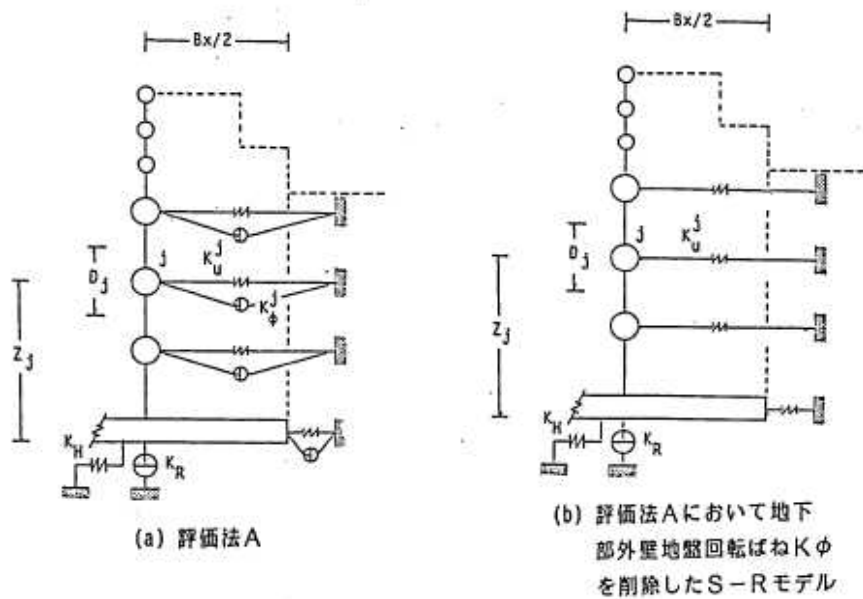 Bx/2
j
K_u^j
D_j
K_φ^j
Z_j
K_H
K_R
(a) 評価法A
Bx/2
j
K_u^j
D_j
Z_j
K_H
K_R
(b) 評価法Aにおいて地下
部外壁地盤回転ばねKφ
を削除したS-Rモデル